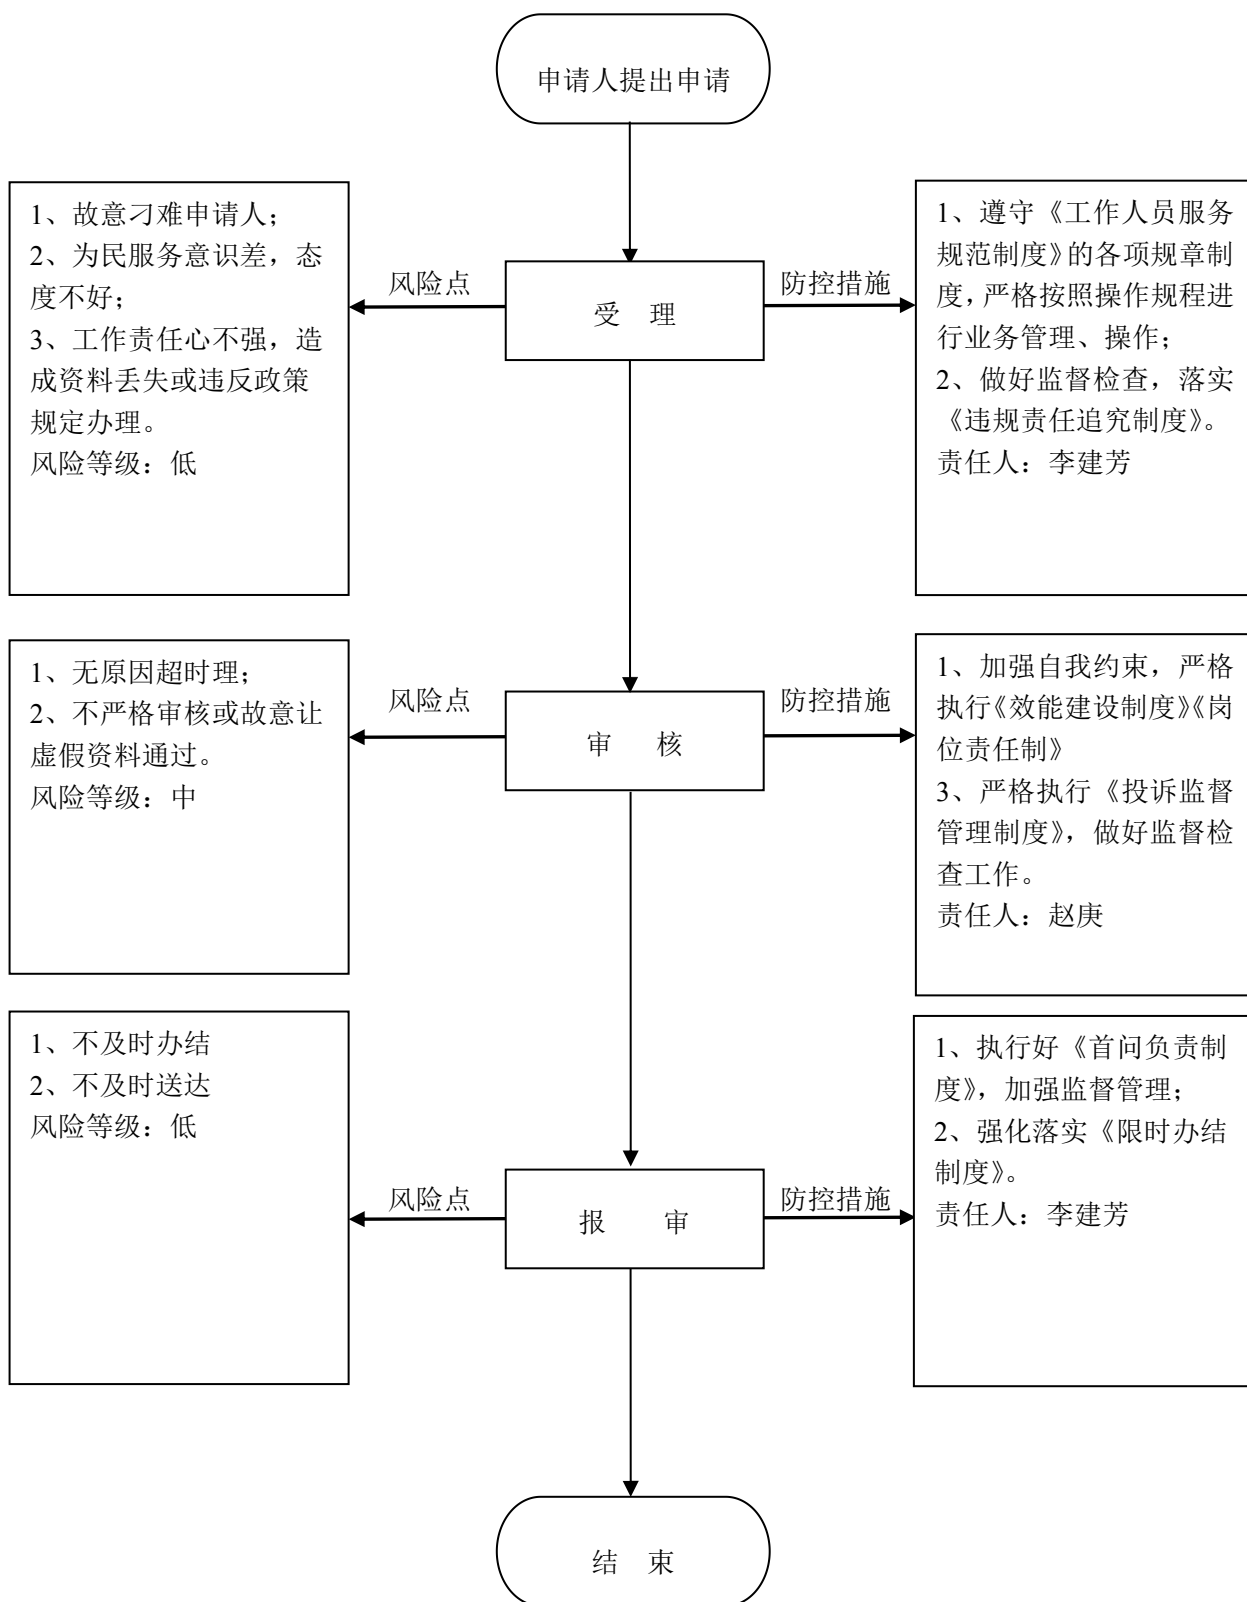 申请人提出申请
1、故意刁难申请人；
2、为民服务意识差，态
度不好；
3、工作责任心不强，造
成资料丢失或违反政策
规定办理。
风险等级：低
风险点
受 理
防控措施
1、遵守《工作人员服务
规范制度》的各项规章制
度，严格按照操作规程进
行业务管理、操作；
2、做好监督检查，落实
《违规责任追究制度》。
责任人：李建芳
1、无原因超时理；
2、不严格审核或故意让
虚假资料通过。
风险等级：中
风险点
审 核
防控措施
1、加强自我约束，严格
执行《效能建设制度》《岗
位责任制》
3、严格执行《投诉监督
管理制度》，做好监督检
查工作。
责任人：赵庚
1、不及时办结
2、不及时送达
风险等级：低
风险点
报 审
防控措施
1、执行好《首问负责制
度》，加强监督管理；
2、强化落实《限时办结
制度》。
责任人：李建芳
结 束